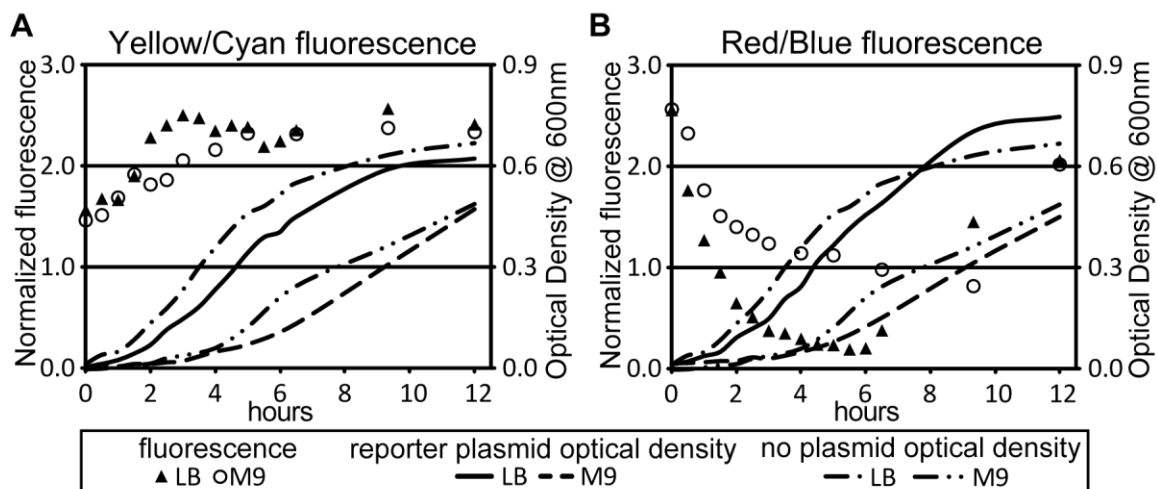 A
Yellow/Cyan fluorescence
B
Red/Blue fluorescence
Normalized fluorescence
3.0
2.0
1.0
0.0
0.9
0.6
0.3
0.0
Optical Density @ 600nm
0 2 4 6 8 10 12
hours
Normalized fluorescence
3.0
2.0
1.0
0.0
0.9
0.6
0.3
0.0
Optical Density @ 600nm
0 2 4 6 8 10 12
hours
fluorescence reporter plasmid optical density no plasmid optical density
LB M9 LB M9 LB M9